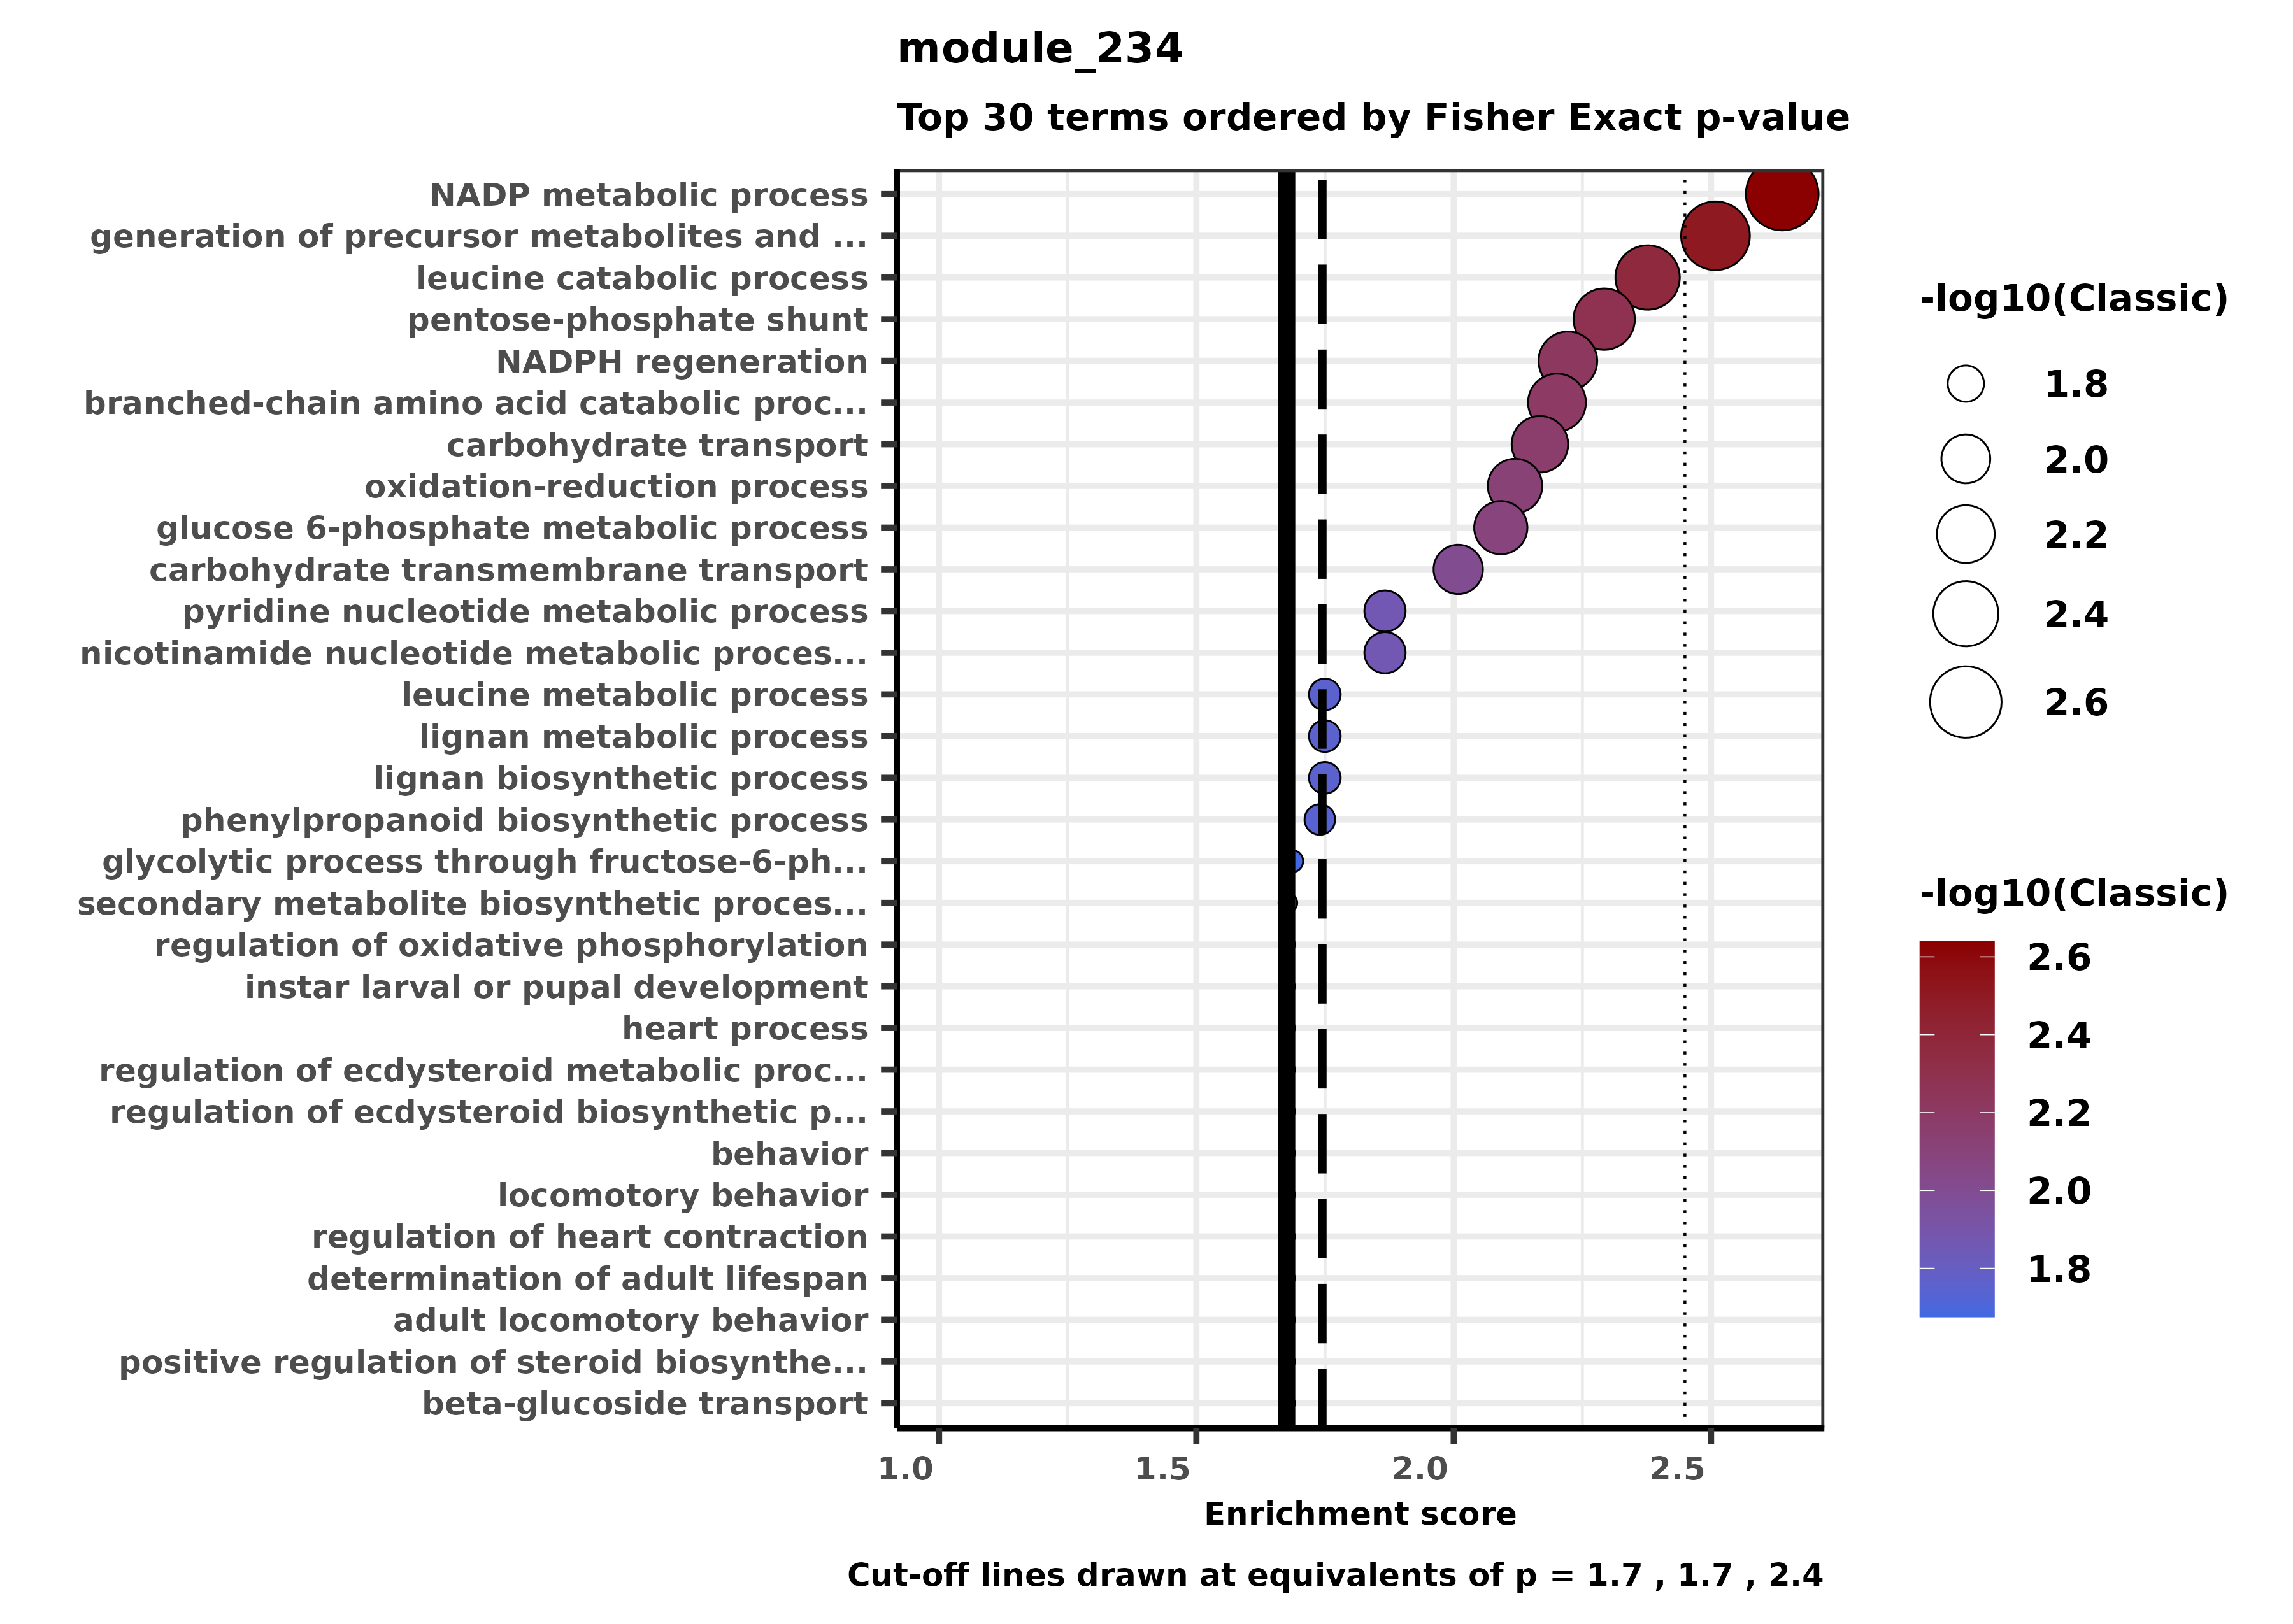 module_234
Top 30 terms ordered by Fisher Exact p-value
NADP metabolic process
generation of precursor metabolites and ...
leucine catabolic process
pentose-phosphate shunt
NADPH regeneration
branched-chain amino acid catabolic proc...
carbohydrate transport
oxidation-reduction process
glucose 6-phosphate metabolic process
carbohydrate transmembrane transport
pyridine nucleotide metabolic process
nicotinamide nucleotide metabolic proces...
leucine metabolic process
lignan metabolic process
lignan biosynthetic process
phenylpropanoid biosynthetic process
glycolytic process through fructose-6-ph...
secondary metabolite biosynthetic proces...
regulation of oxidative phosphorylation
instar larval or pupal development
heart process
regulation of ecdysteroid metabolic proc...
regulation of ecdysteroid biosynthetic p...
behavior
locomotory behavior
regulation of heart contraction
determination of adult lifespan
adult locomotory behavior
positive regulation of steroid biosynthe...
beta-glucoside transport
1.0 1.5 2.0 2.5
Enrichment score
Cut-off lines drawn at equivalents of p = 1.7 , 1.7 , 2.4
-log10(Classic)
1.8
2.0
2.2
2.4
2.6
-log10(Classic)
2.6
2.4
2.2
2.0
1.8